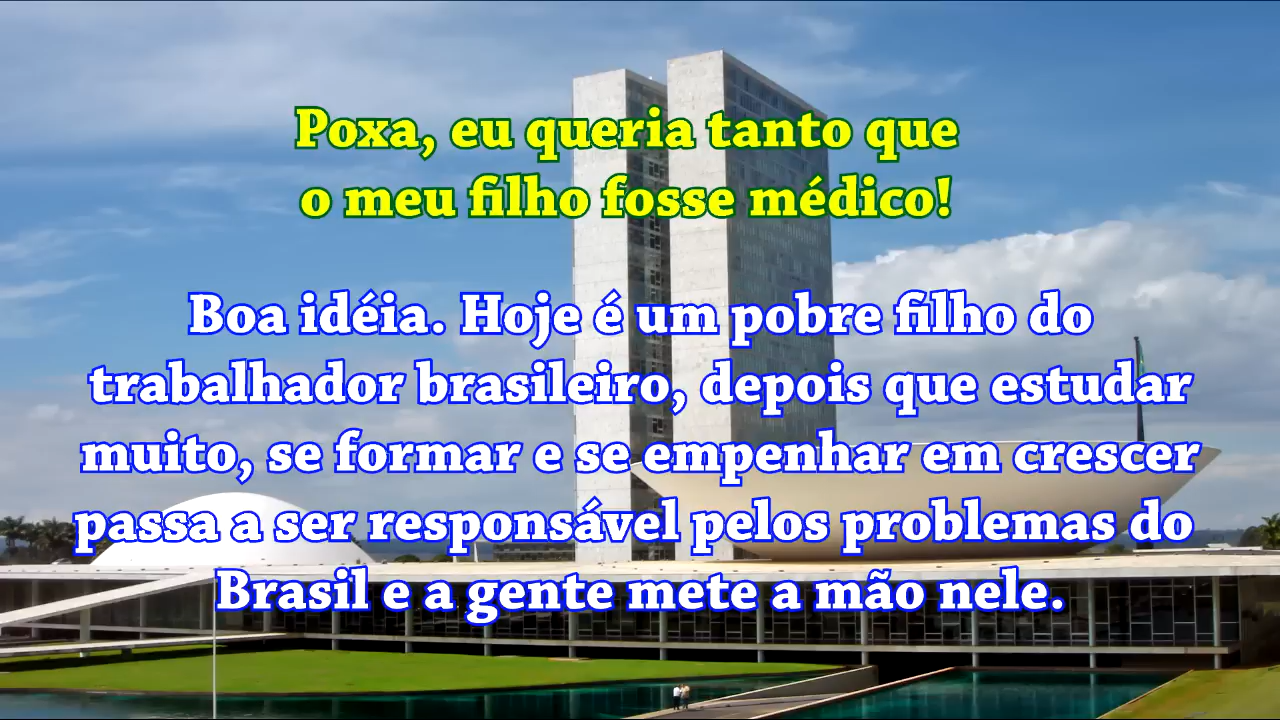 Poxa, eu queria tanto que
o meu filho fosse médico!
Boa idéia. Hoje é um pobre filho do
trabalhador brasileiro, depois que estudar
muito, se formar e se empenhar em crescer
passa a ser responsável pelos problemas do
Brasil e a gente mete a mão nele.